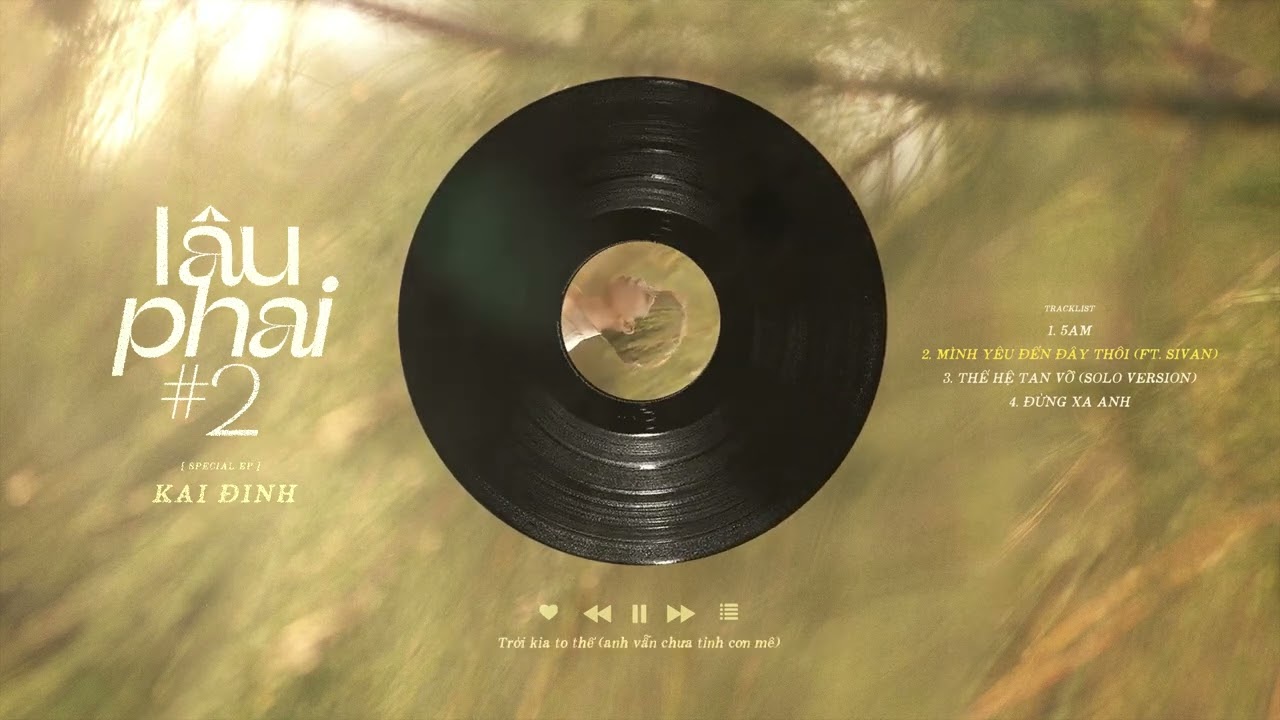 lâu
phai
#2
[ SPECIAL EP ]
KAI ĐINH
TRACKLIST
1. 5AM
2. MÌNH YÊU ĐẾN ĐÂY THÔI (FT. SIVAN)
3. THẾ HỆ TAN VỠ (SOLO VERSION)
4. ĐỪNG XA ANH
Trời kia to thế (anh vẫn chưa tỉnh cơn mê)